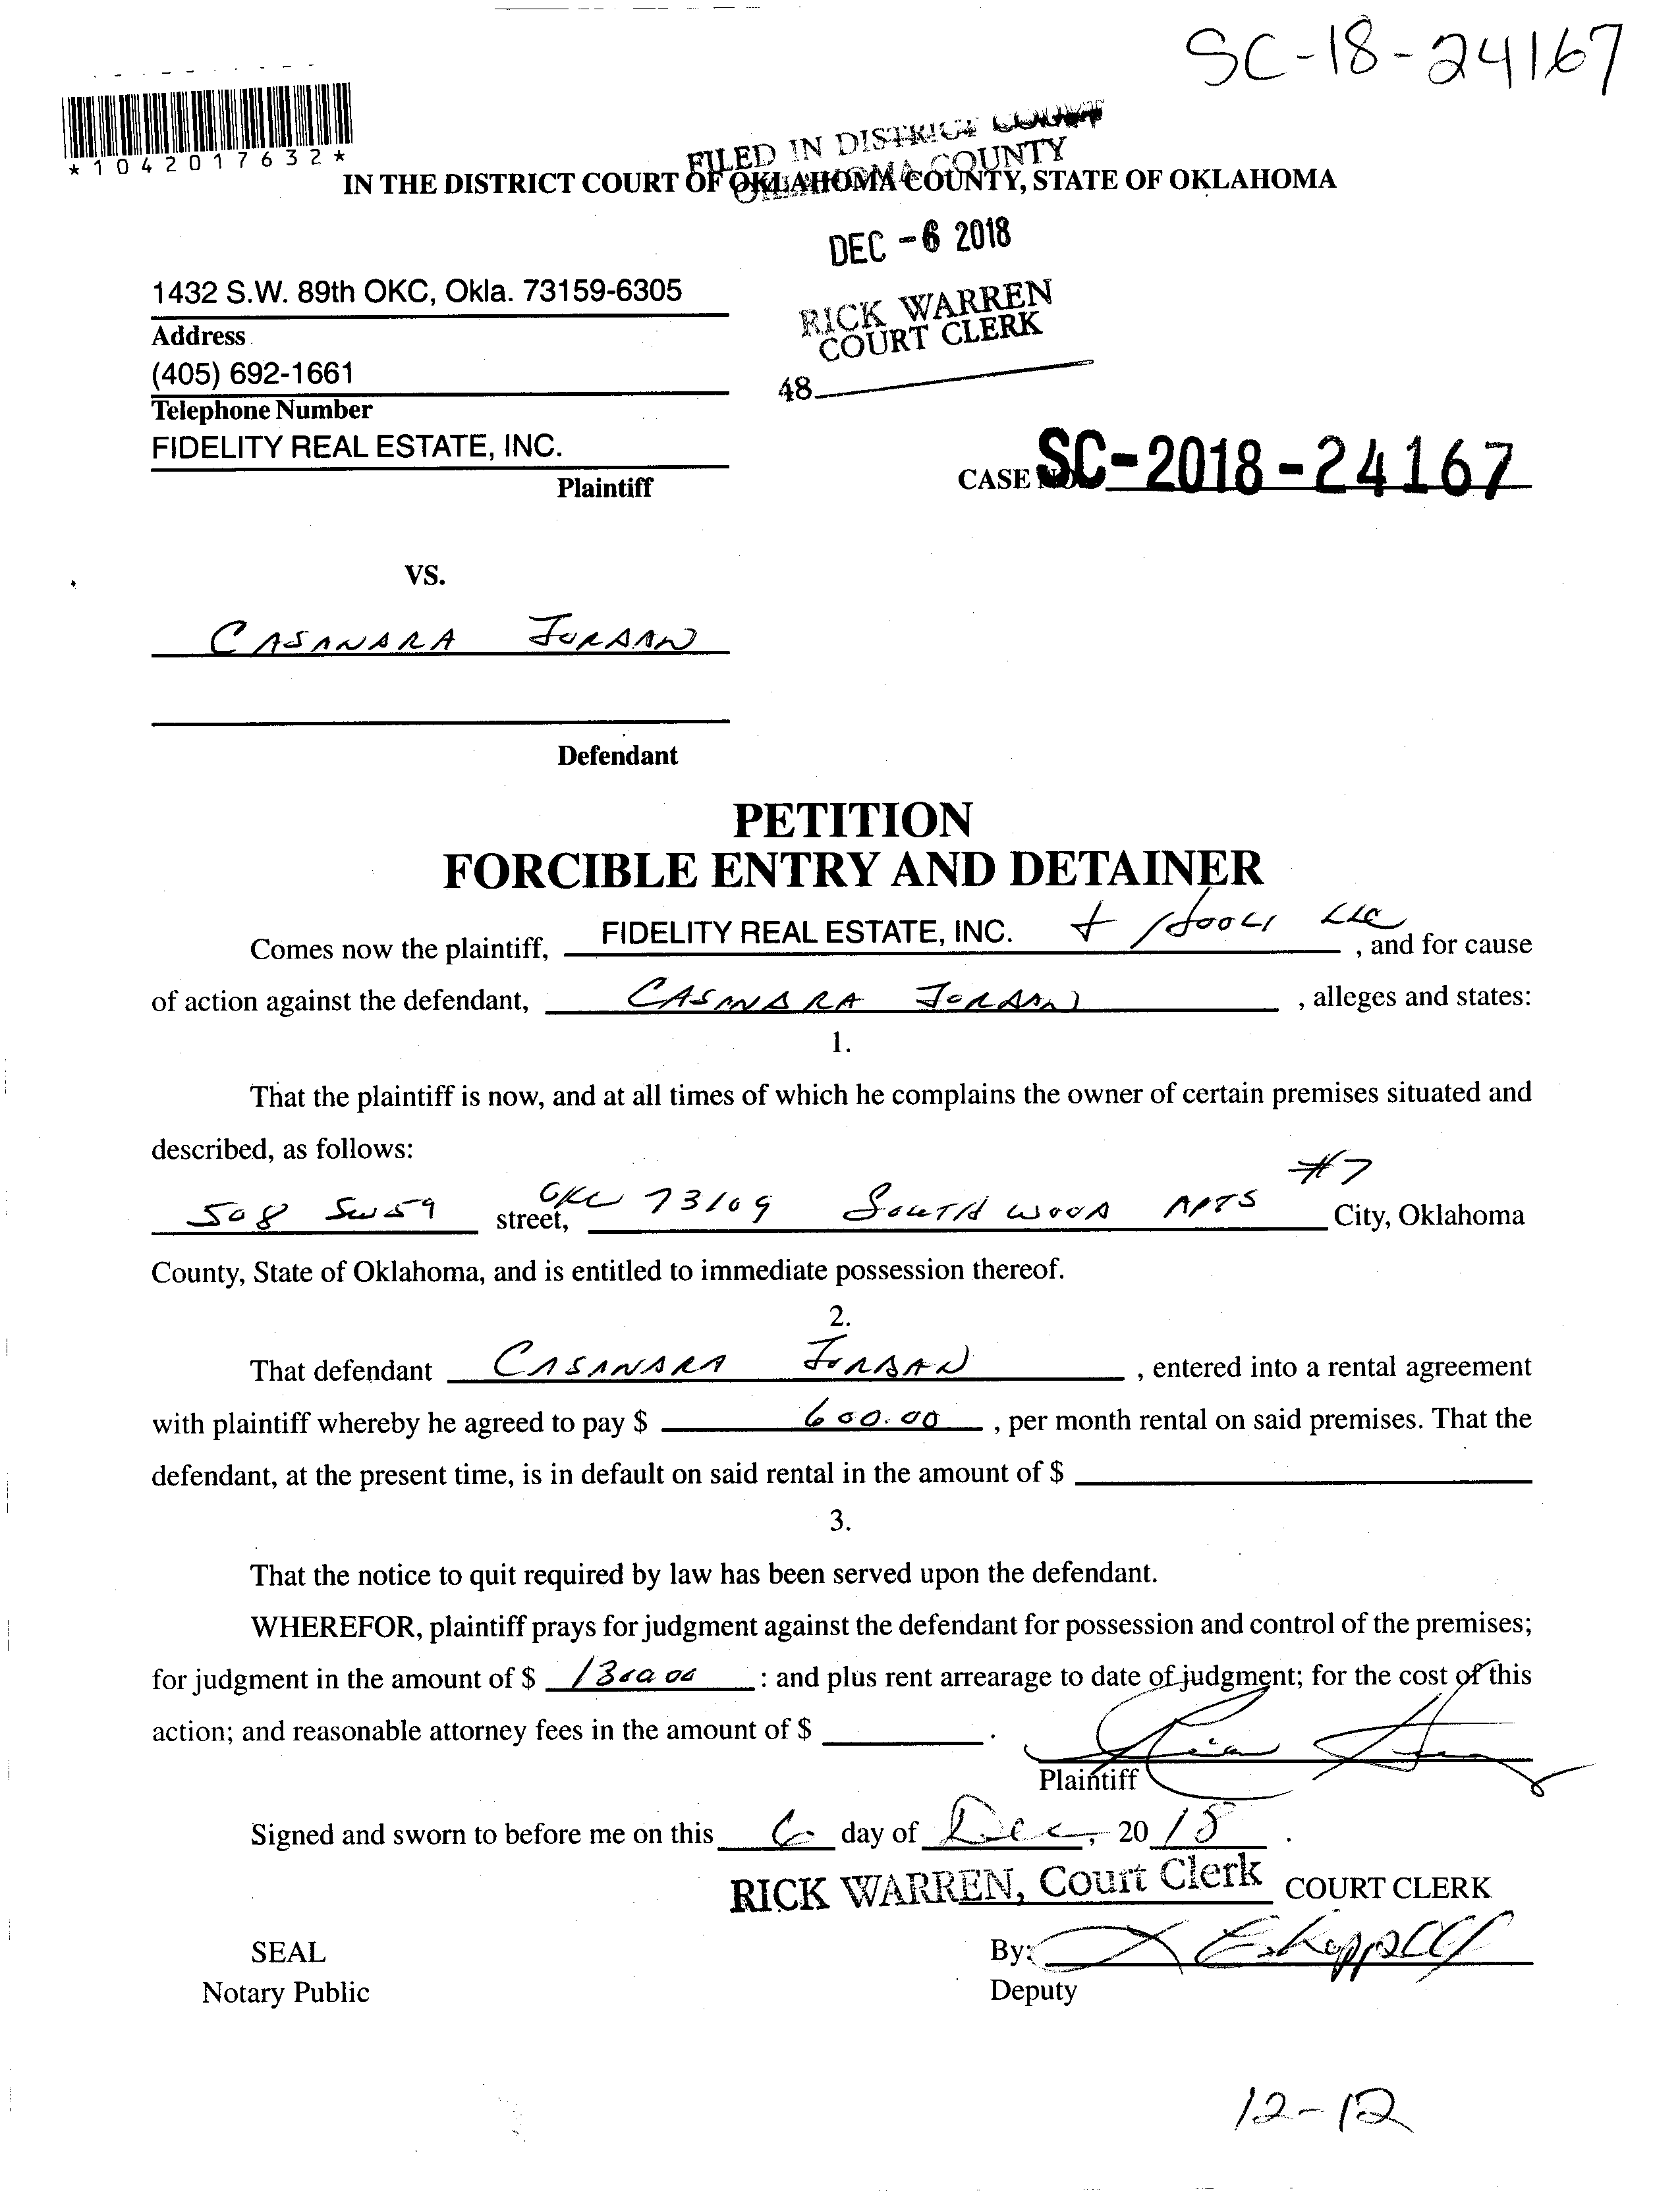 SC-18-24167
*1042017632*
FILED IN DISTRICT COURT
OKLAHOMA COUNTY
IN THE DISTRICT COURT OF OKLAHOMA COUNTY, STATE OF OKLAHOMA
DEC -6 2018
RICK WARREN
COURT CLERK
48
1432 S.W. 89th OKC, Okla. 73159-6305
Address
(405) 692-1661
Telephone Number
FIDELITY REAL ESTATE, INC.
Plaintiff
CASE NO. SC-2018-24167
VS.
CASANARA JORDAN
Defendant
PETITION
FORCIBLE ENTRY AND DETAINER
Comes now the plaintiff, FIDELITY REAL ESTATE, INC. + LLC, and for cause
of action against the defendant, CASANARA JORDAN, alleges and states:
1.
That the plaintiff is now, and at all times of which he complains the owner of certain premises situated and
described, as follows:
#7
508 SW 59 street, OKC 73109 SOUTH WOOD APTS City, Oklahoma
County, State of Oklahoma, and is entitled to immediate possession thereof.
2.
That defendant CASANARA JORDAN, entered into a rental agreement
with plaintiff whereby he agreed to pay $ 600.00, per month rental on said premises. That the
defendant, at the present time, is in default on said rental in the amount of $
3.
That the notice to quit required by law has been served upon the defendant.
WHEREFOR, plaintiff prays for judgment against the defendant for possession and control of the premises;
for judgment in the amount of $ 1300.00 : and plus rent arrearage to date of judgment; for the cost of this
action; and reasonable attorney fees in the amount of $ .
Plaintiff
Signed and sworn to before me on this 6 day of Dec, 20 18.
RICK WARREN, Court Clerk COURT CLERK
SEAL
By:
Notary Public
Deputy
12-12